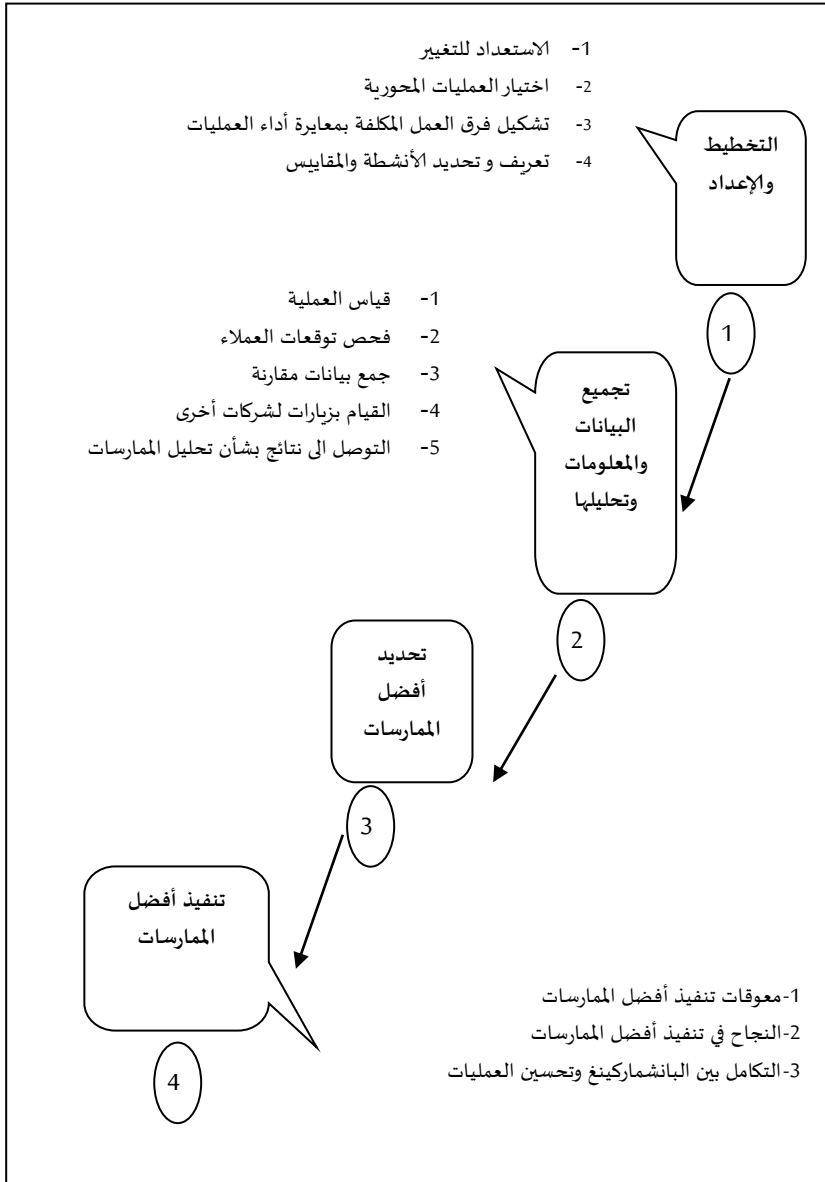 1- الاستعداد للتغيير
2- اختيار العمليات المحورية
3- تشكيل فرق العمل المكلفة بمعايرة أداء العمليات
4- تعريف و تحديد الأنشطة والمقاييس
التخطيط
والإعداد
1
1- قياس العملية
2- فحص توقعات العملاء
3- جمع بيانات مقارنة
4- القيام بزيارات لشركات أخرى
5- التوصل الى نتائج بشأن تحليل الممارسات
تجميع
البيانات
والمعلومات
وتحليلها
2
تحديد
أفضل
الممارسات
3
تنفيذ أفضل
الممارسات
4
1-معوقات تنفيذ أفضل الممارسات
2-النجاح في تنفيذ أفضل الممارسات
3-التكامل بين البانشماركينغ وتحسين العمليات